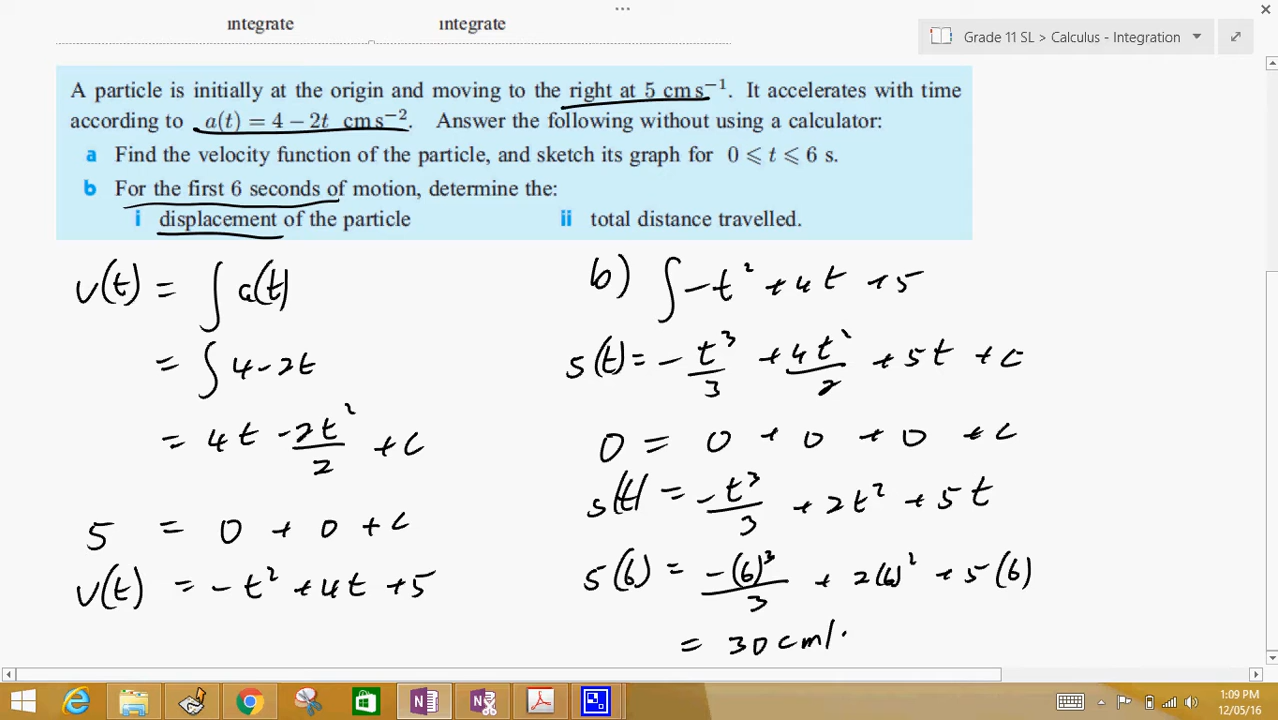 integrate integrate
Grade 11 SL > Calculus - Integration
A particle is initially at the origin and moving to the right at 5 cm s⁻¹. It accelerates with time
according to a(t) = 4 − 2t cm s⁻². Answer the following without using a calculator:
a Find the velocity function of the particle, and sketch its graph for 0 ⩽ t ⩽ 6 s.
b For the first 6 seconds of motion, determine the:
i displacement of the particle ii total distance travelled.
v(t) = ∫ a(t)
= ∫ 4-2t
= 4t - 2t²/2 + c
5 = 0 + 0 + c
v(t) = -t² + 4t + 5
b) ∫ -t² + 4t + 5
s(t) = - t³/3 + 4t²/2 + 5t + c
0 = 0 + 0 + 0 + c
s(t) = -t³/3 + 2t² + 5t
s(6) = -(6)³/3 + 2(6)² + 5(6)
= 30 cm/.
1:09 PM
12/05/16